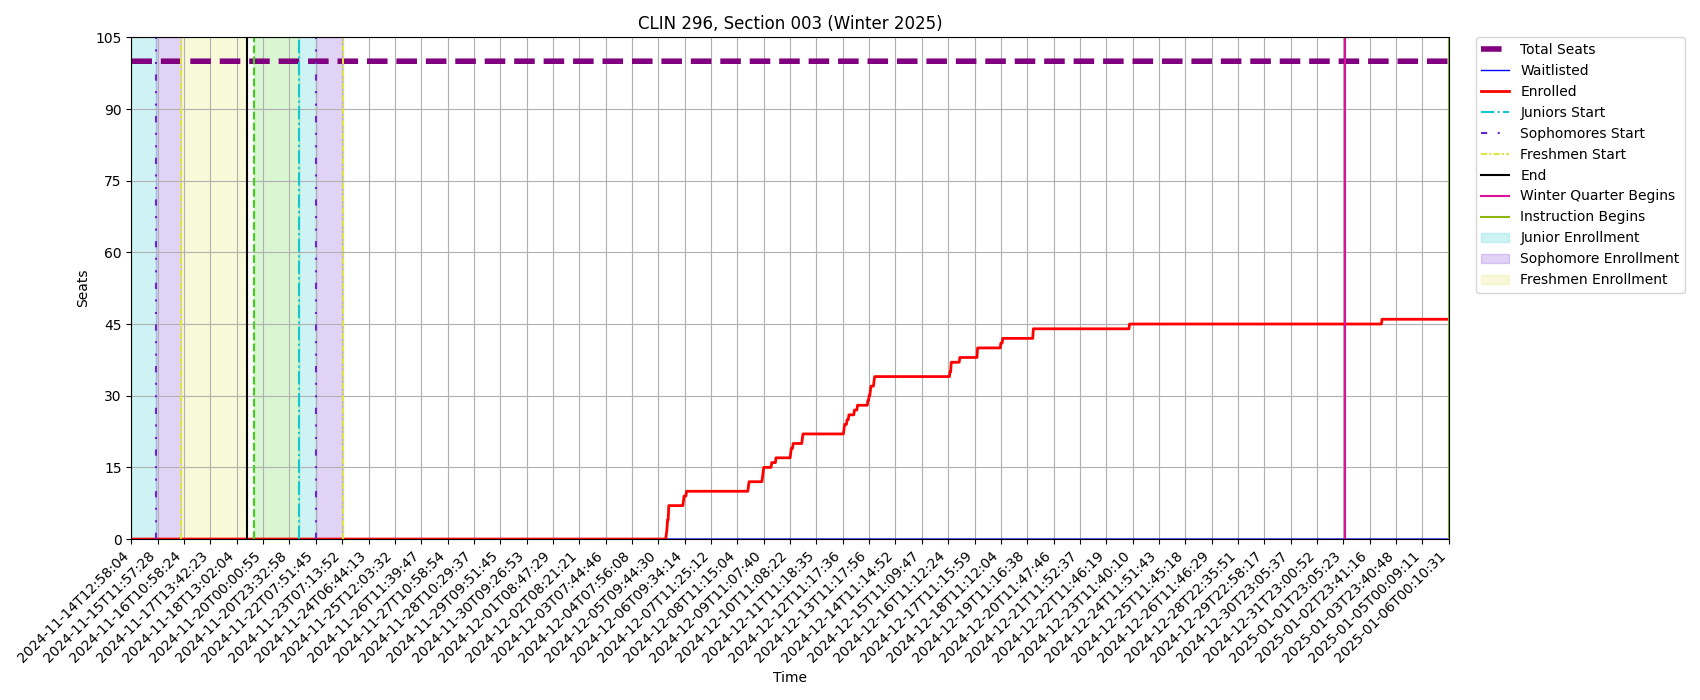 CLIN 296, Section 003 (Winter 2025)
105
90
75
60
45
30
15
0
Seats
2024-11-14T12:58:04
2024-11-15T11:57:28
2024-11-16T10:58:24
2024-11-17T13:42:23
2024-11-18T13:02:04
2024-11-20T00:00:55
2024-11-20T23:32:58
2024-11-22T07:51:45
2024-11-23T07:13:52
2024-11-24T06:44:13
2024-11-25T12:03:32
2024-11-26T11:39:47
2024-11-27T10:58:54
2024-11-28T10:29:37
2024-11-29T09:51:45
2024-11-30T09:26:53
2024-12-01T08:47:29
2024-12-02T08:21:21
2024-12-03T07:44:46
2024-12-04T07:56:08
2024-12-05T09:44:30
2024-12-06T09:34:14
2024-12-07T11:25:12
2024-12-08T11:15:04
2024-12-09T11:07:40
2024-12-10T11:08:22
2024-12-11T11:18:35
2024-12-12T11:17:36
2024-12-13T11:17:56
2024-12-14T11:14:52
2024-12-15T11:09:47
2024-12-16T11:12:24
2024-12-17T11:15:59
2024-12-18T11:12:04
2024-12-19T11:16:38
2024-12-20T11:47:46
2024-12-21T11:52:37
2024-12-22T11:46:19
2024-12-23T11:40:10
2024-12-24T11:51:43
2024-12-25T11:45:18
2024-12-26T11:46:29
2024-12-28T22:35:51
2024-12-29T22:58:17
2024-12-30T23:05:37
2024-12-31T23:00:52
2025-01-01T23:05:23
2025-01-02T23:41:16
2025-01-03T23:40:48
2025-01-05T00:09:11
2025-01-06T00:10:31
Time
Total Seats
Waitlisted
Enrolled
Juniors Start
Sophomores Start
Freshmen Start
End
Winter Quarter Begins
Instruction Begins
Junior Enrollment
Sophomore Enrollment
Freshmen Enrollment